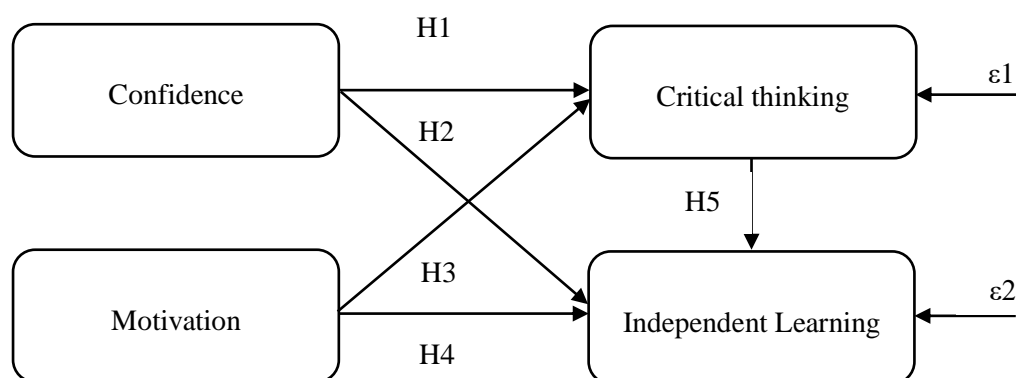 H1
Confidence
Critical thinking
ε1
H2
H5
H3
Motivation
Independent Learning
ε2
H4